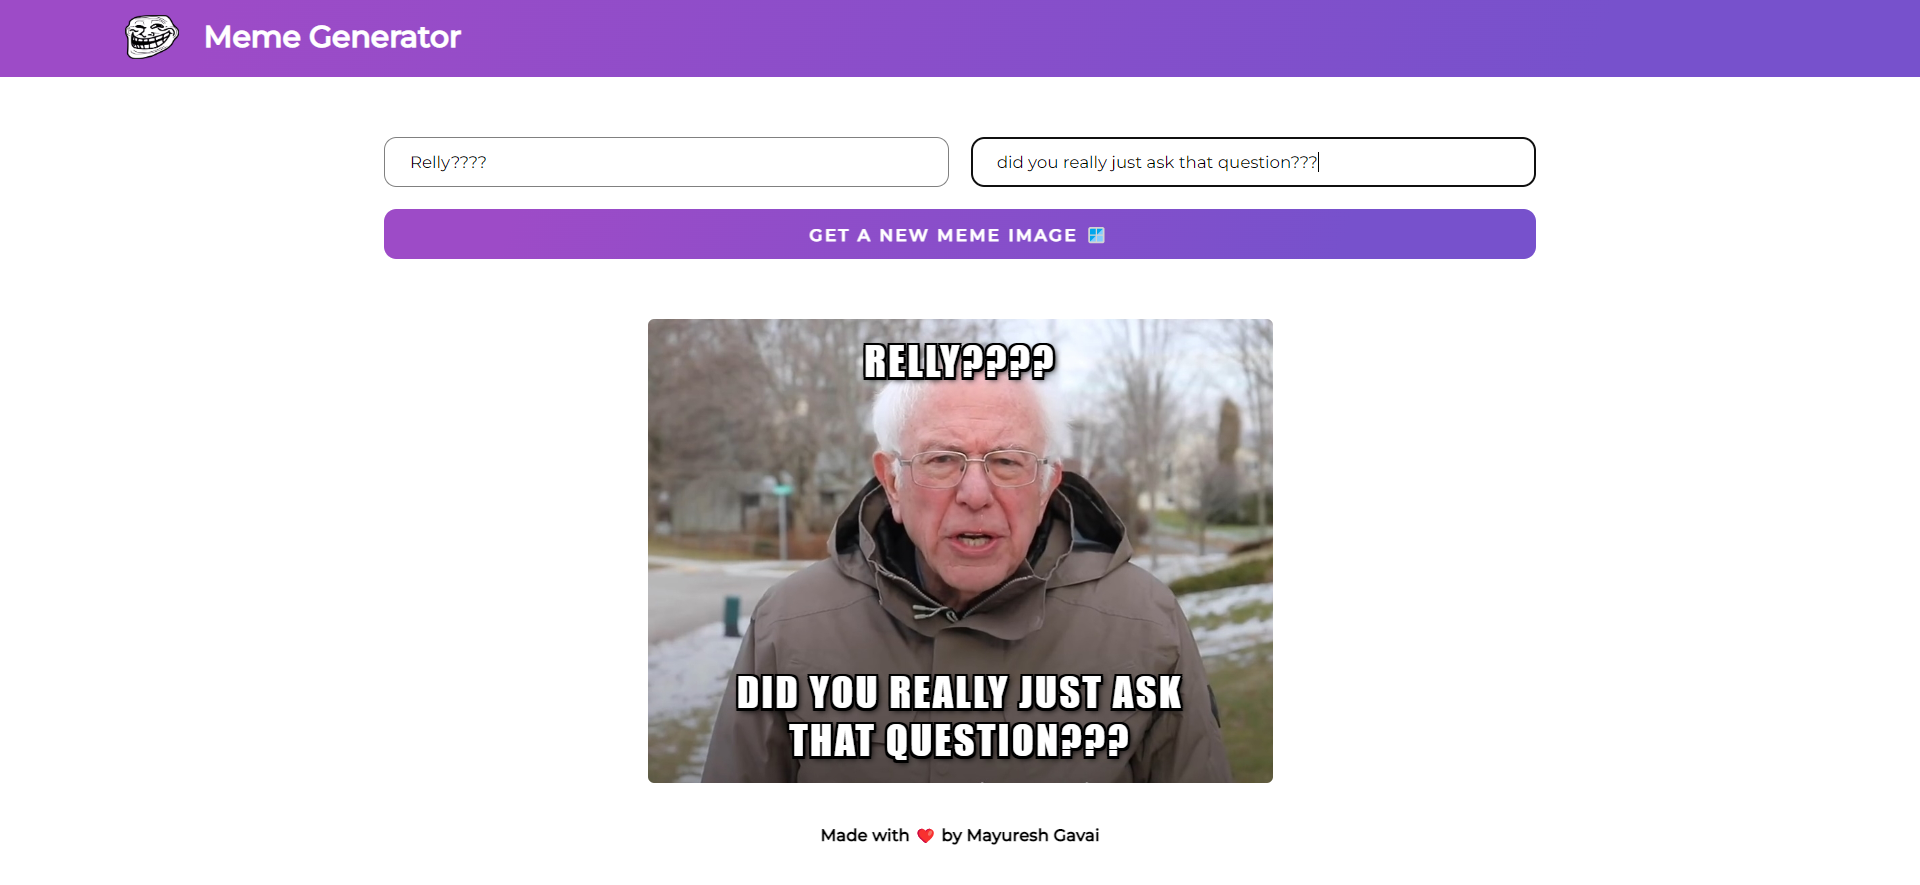 Meme Generator
Relly????
did you really just ask that question???
GET A NEW MEME IMAGE
RELLY????
DID YOU REALLY JUST ASK
THAT QUESTION???
Made with ❤️ by Mayuresh Gavai